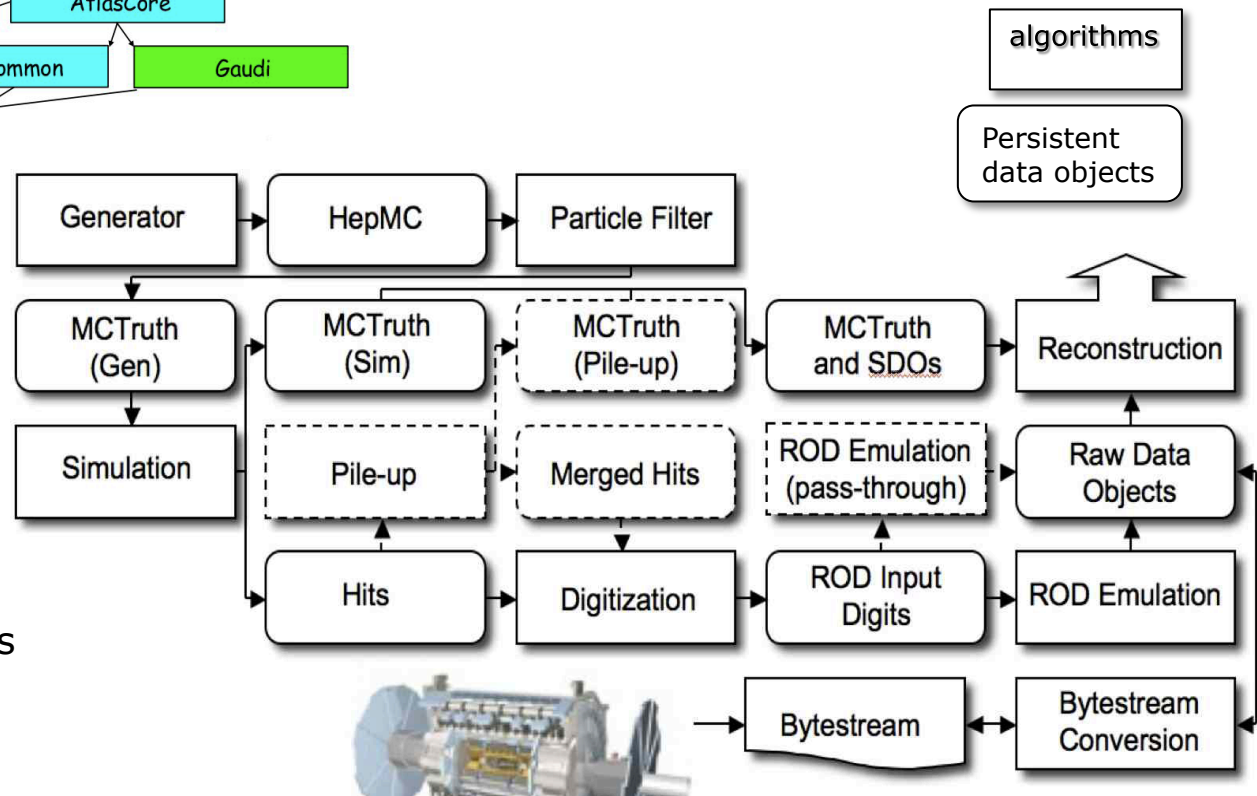 AtlasCore
Gaudi
algorithms
Persistent
data objects
Generator
HepMC
Particle Filter
MCTruth
(Gen)
MCTruth
(Sim)
MCTruth
(Pile-up)
MCTruth
and SDOs
Reconstruction
Simulation
Pile-up
Merged Hits
ROD Emulation
(pass-through)
Raw Data
Objects
Hits
Digitization
ROD Input
Digits
ROD Emulation
Bytestream
Bytestream
Conversion